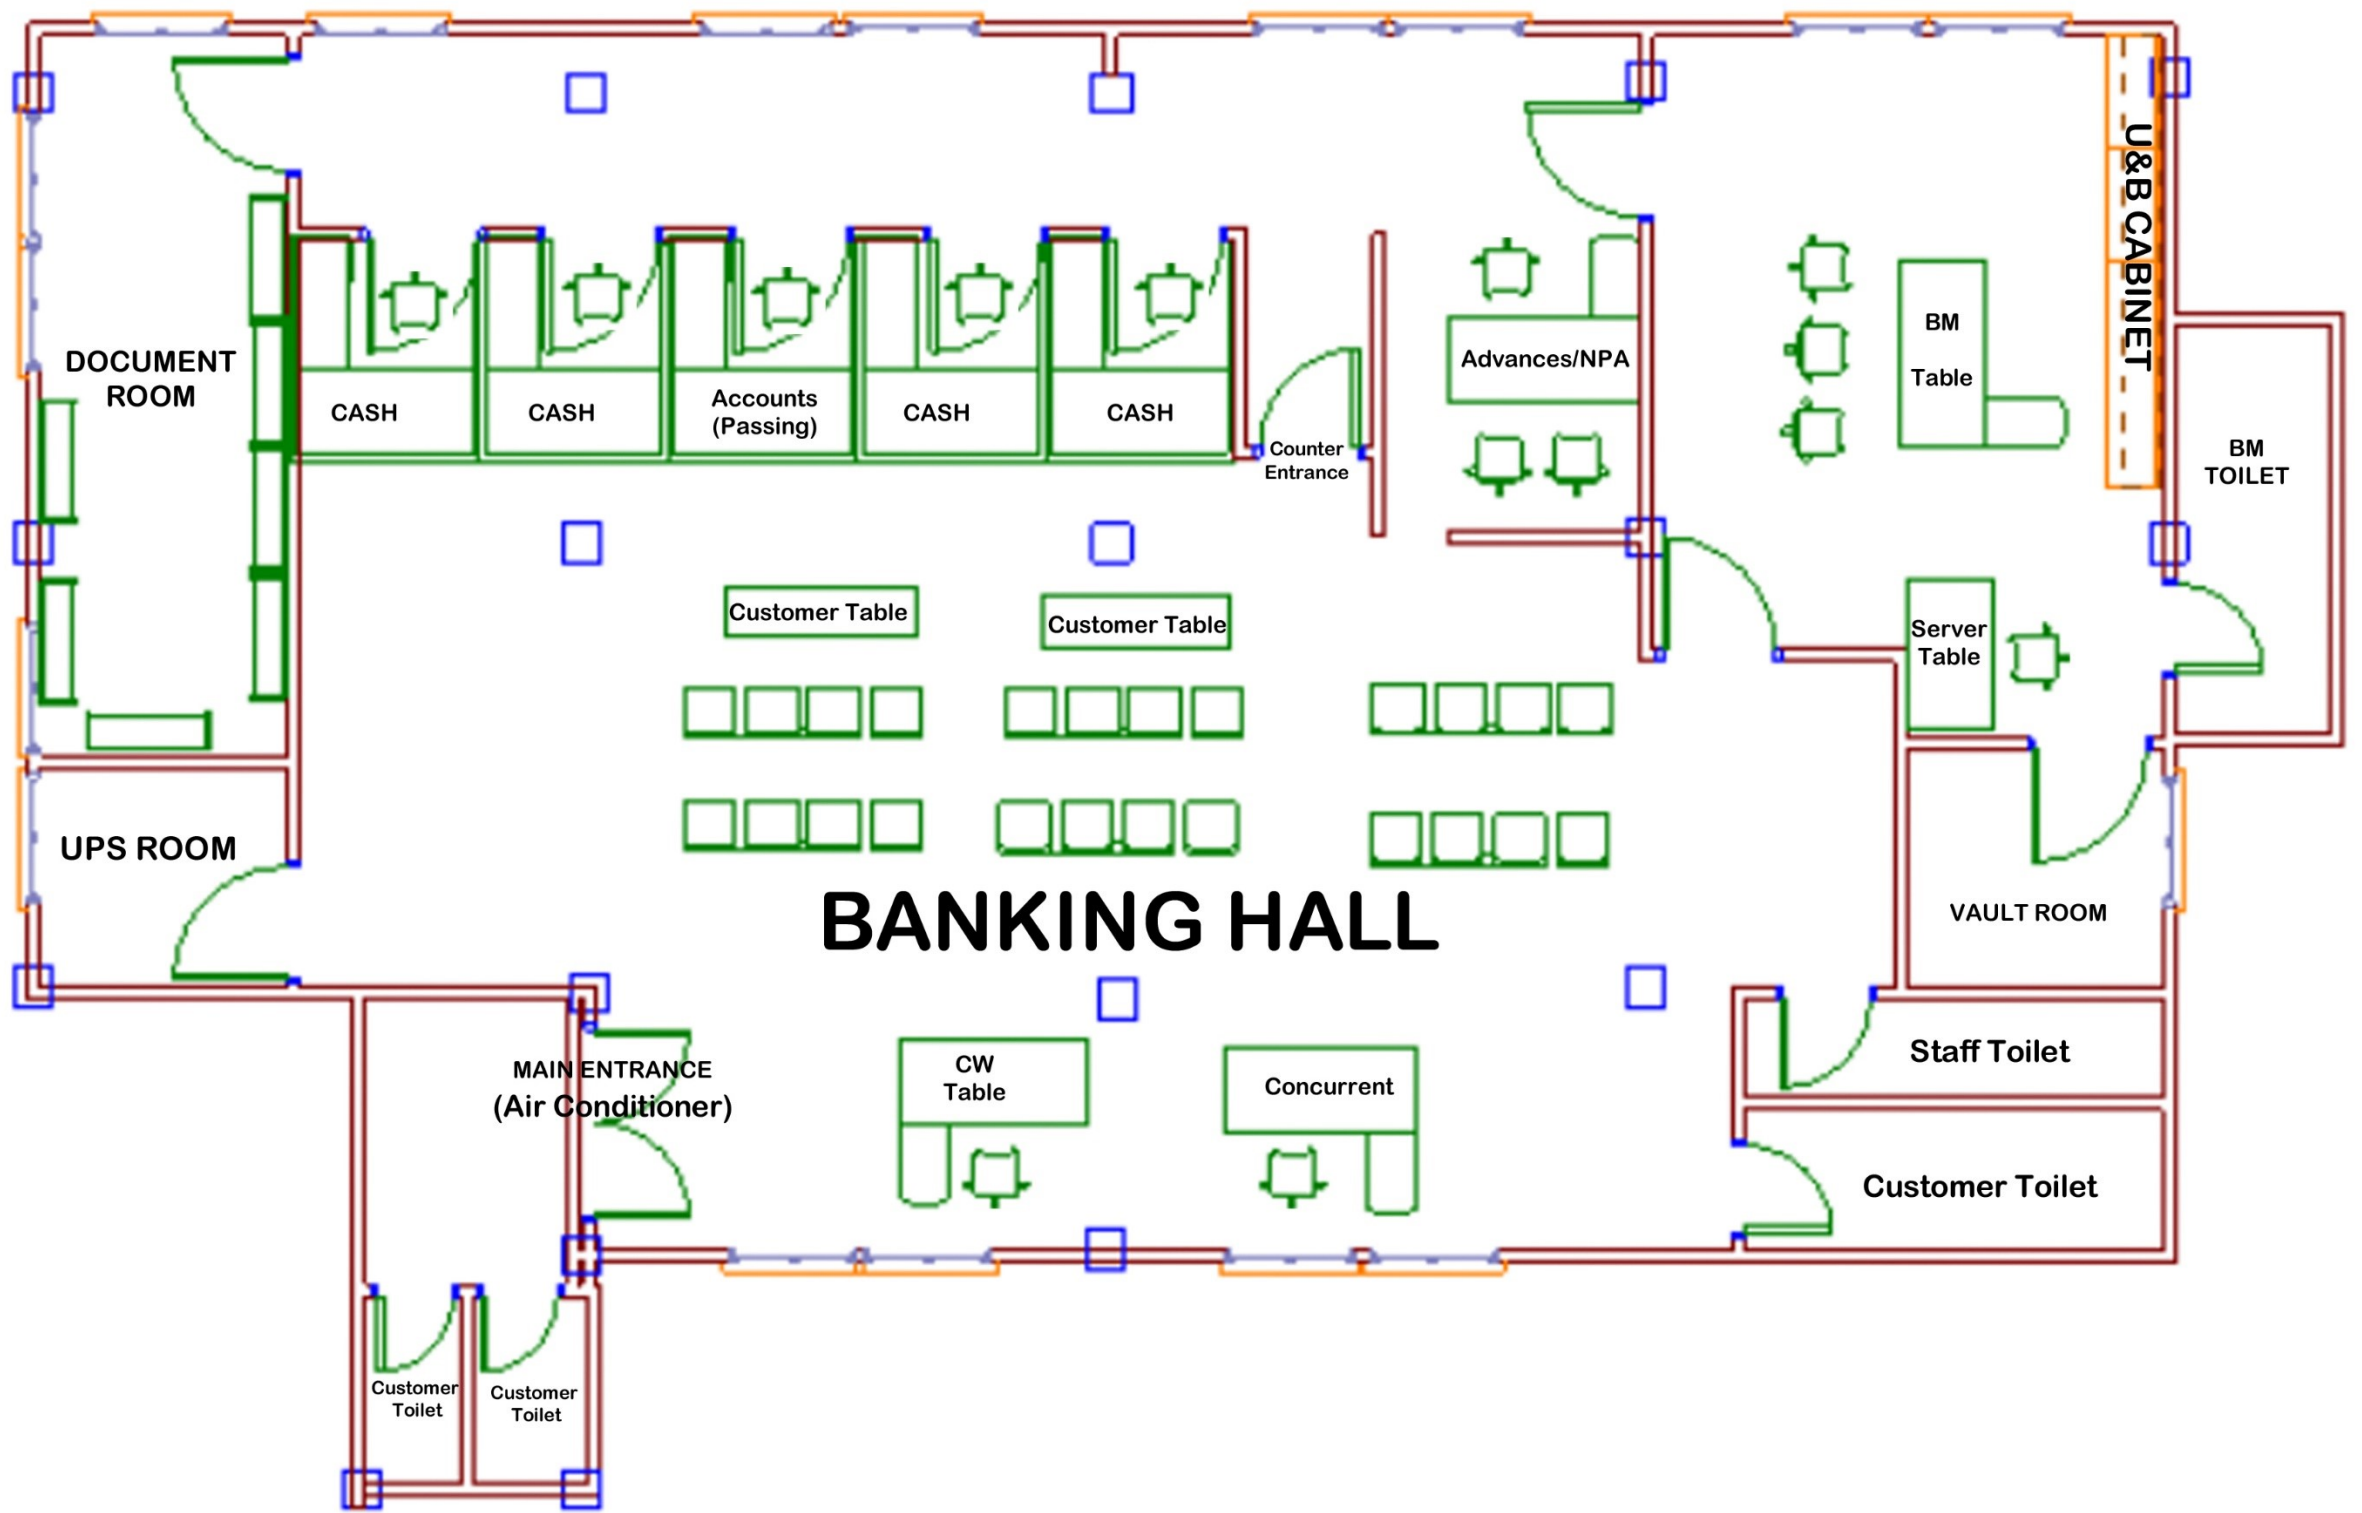 U&B CABINET
DOCUMENT
ROOM
CASH
CASH
Accounts
(Passing)
CASH
CASH
Counter
Entrance
Advances/NPA
BM
Table
BM
TOILET
Customer Table
Customer Table
Server
Table
UPS ROOM
BANKING HALL
VAULT ROOM
MAIN ENTRANCE
(Air Conditioner)
CW
Table
Concurrent
Staff Toilet
Customer Toilet
Customer
Toilet
Customer
Toilet